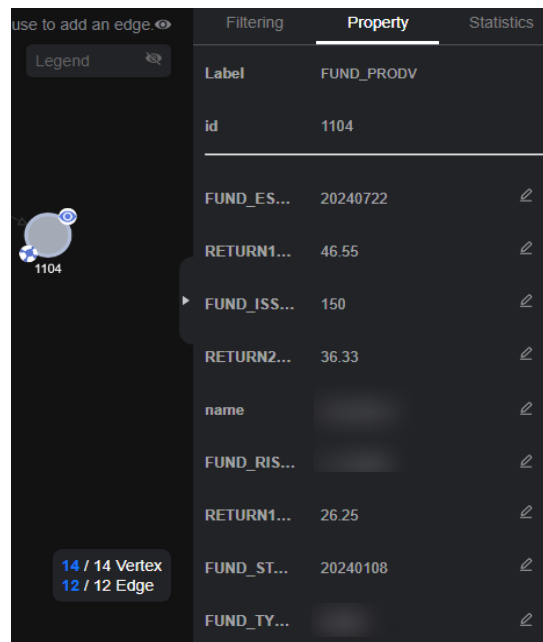 use to add an edge.
Legend
1104
14 / 14 Vertex
12 / 12 Edge
Filtering
Property
Statistics
Label FUND_PRODV
id 1104
FUND_ES... 20240722
RETURN1... 46.55
FUND_ISS... 150
RETURN2... 36.33
name
FUND_RIS...
RETURN1... 26.25
FUND_ST... 20240108
FUND_TY...